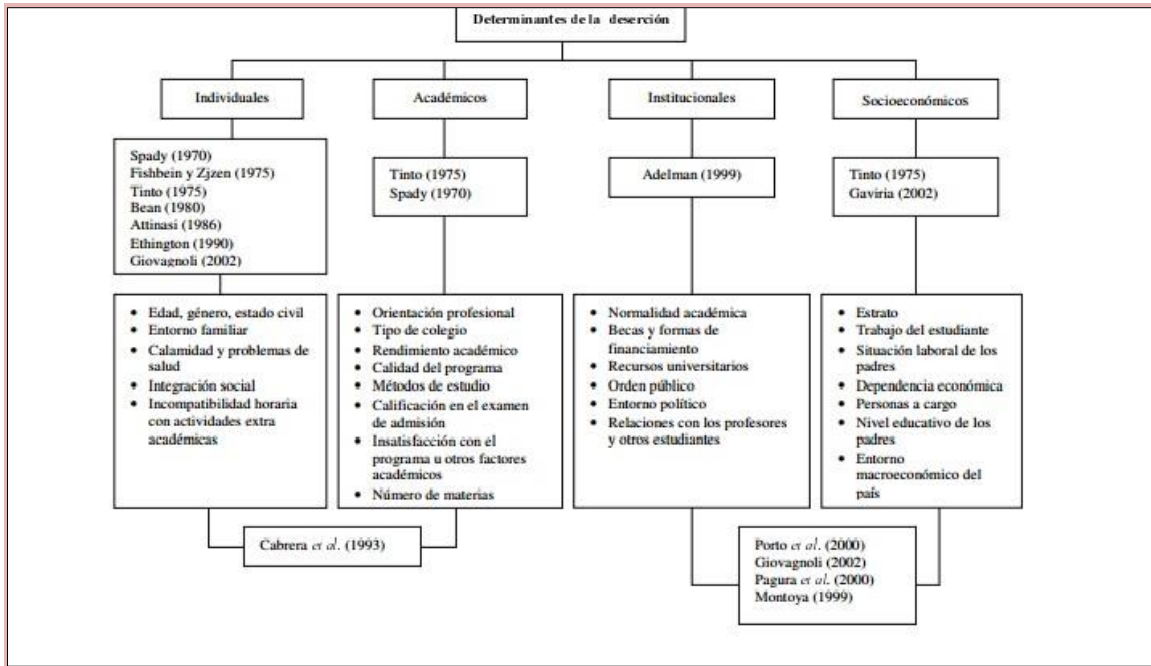 Determinantes de la deserción
Individuales
Académicos
Institucionales
Socioeconómicos
Spady (1970)
Fishbein y Zjzen (1975)
Tinto (1975)
Bean (1980)
Attinasi (1986)
Ethington (1990)
Giovagnoli (2002)
Tinto (1975)
Spady (1970)
Adelman (1999)
Tinto (1975)
Gaviria (2002)
• Edad, género, estado civil
• Entorno familiar
• Calamidad y problemas de
salud
• Integración social
• Incompatibilidad horaria
con actividades extra
académicas
• Orientación profesional
• Tipo de colegio
• Rendimiento académico
• Calidad del programa
• Métodos de estudio
• Calificación en el examen
de admisión
• Insatisfacción con el
programa u otros factores
académicos
• Número de materias
• Normalidad académica
• Becas y formas de
financiamiento
• Recursos universitarios
• Orden público
• Entorno político
• Relaciones con los profesores
y otros estudiantes
• Estrato
• Trabajo del estudiante
• Situación laboral de los
padres
• Dependencia económica
• Personas a cargo
• Nivel educativo de los
padres
• Entorno
macroeconómico del
país
Cabrera et al. (1993)
Porto et al. (2000)
Giovagnoli (2002)
Pagura et al. (2000)
Montoya (1999)